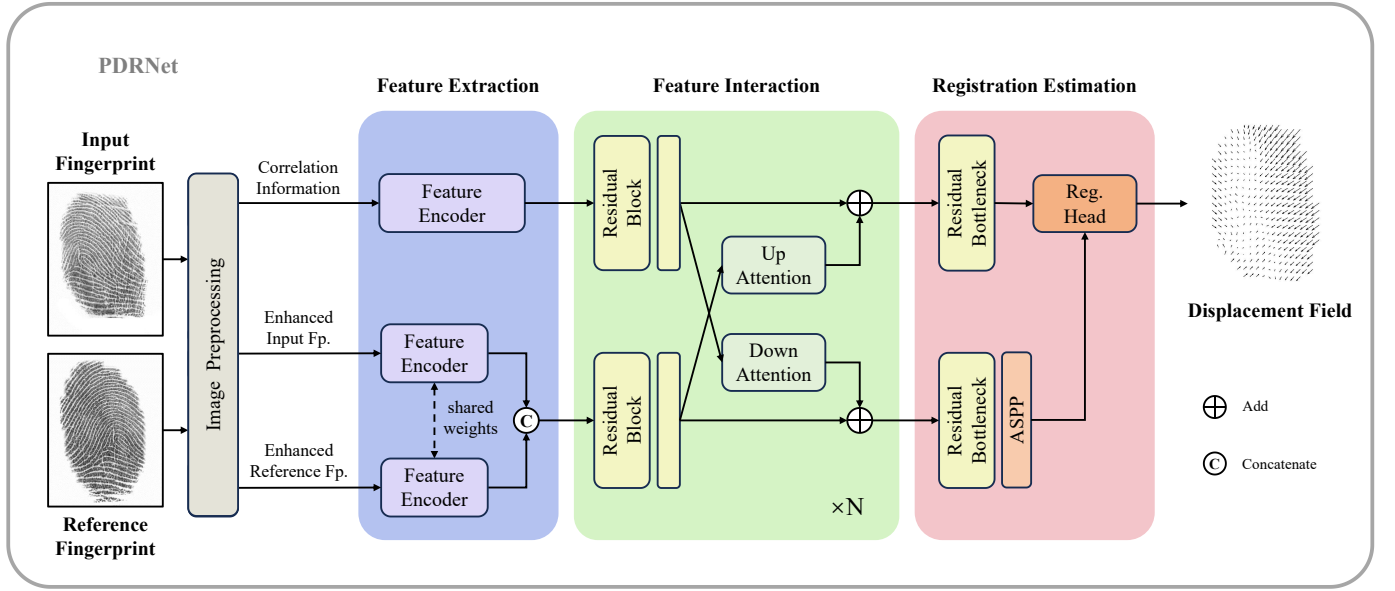 PDRNet
Feature Extraction
Feature Interaction
Registration Estimation
Input
Fingerprint
Reference
Fingerprint
Image Preprocessing
Correlation
Information
Enhanced
Input Fp.
Enhanced
Reference Fp.
Feature
Encoder
Feature
Encoder
shared
weights
Feature
Encoder
C
Residual
Block
Residual
Block
Up
Attention
Down
Attention
×N
Residual
Bottleneck
Reg.
Head
Residual
Bottleneck
ASPP
Displacement Field
Add
C
Concatenate